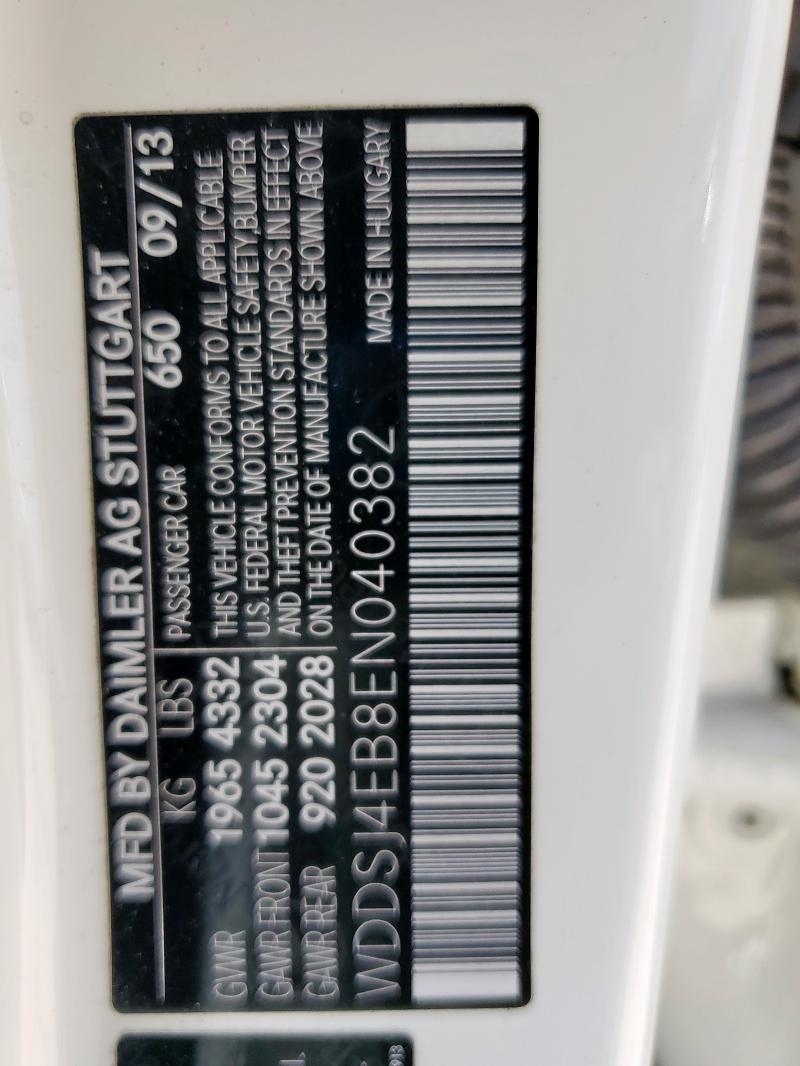 MFD BY DAIMLER AG STUTTGART
KG LBS PASSENGER CAR 650 09/13
GVWR 1965 4332 THIS VEHICLE CONFORMS TO ALL APPLICABLE
GAWR FRONT 1045 2304 U.S. FEDERAL MOTOR VEHICLE SAFETY, BUMPER
GAWR REAR 920 2028 AND THEFT PREVENTION STANDARDS IN EFFECT
ON THE DATE OF MANUFACTURE SHOWN ABOVE
WDDSJ4EB8EN040382 MADE IN HUNGARY